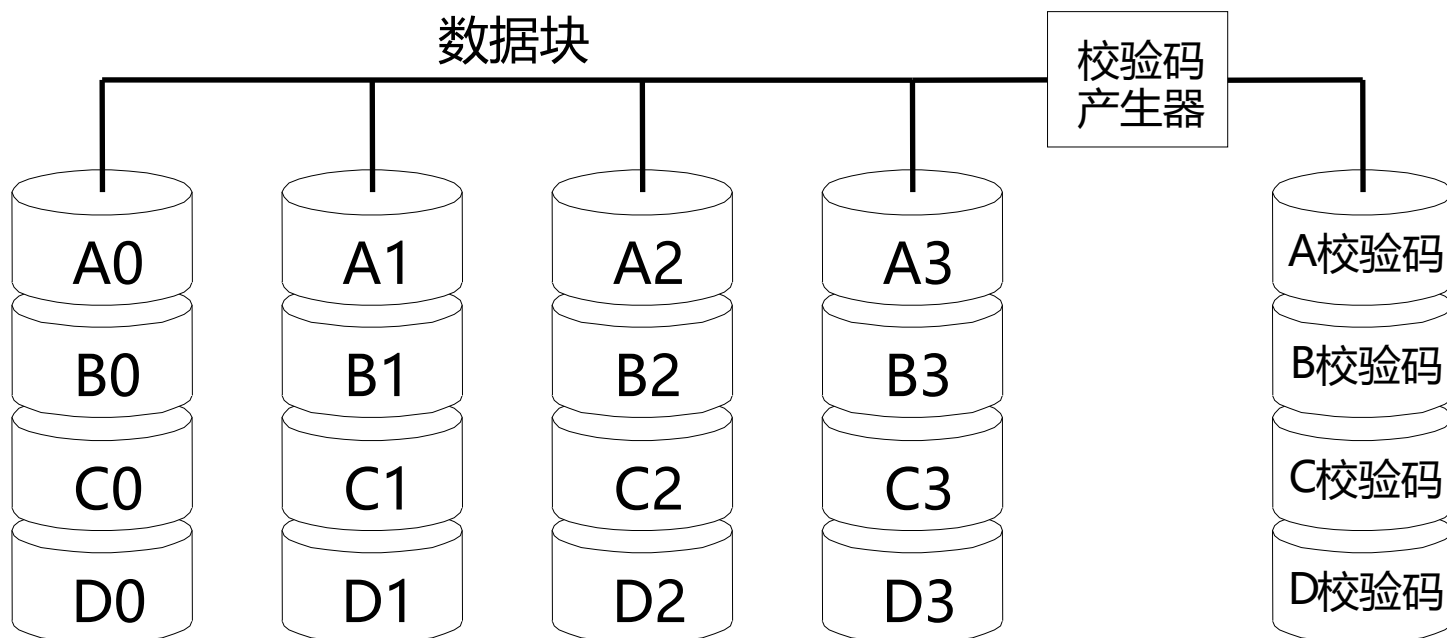 数据块
校验码
产生器
A0 A1 A2 A3 A校验码
B0 B1 B2 B3 B校验码
C0 C1 C2 C3 C校验码
D0 D1 D2 D3 D校验码